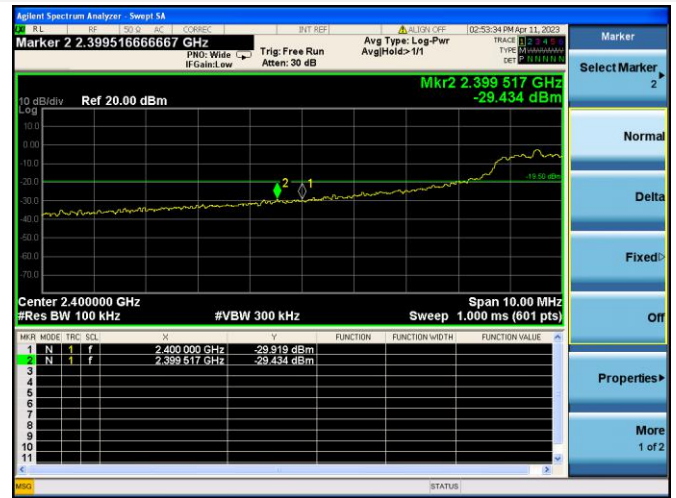 Agilent Spectrum Analyzer - Swept SA
RL RF 50 Ω AC CORREC INT REF ALIGN OFF 02:53:34 PM Apr 11, 2023
Marker 2 2.399516666667 GHz
PNO: Wide
IFGain:Low
Trig: Free Run
Atten: 30 dB
Avg Type: Log-Pwr
Avg|Hold>1/1
TRACE 1 2 3 4 5 6
TYPE M
DET P N N N N N
Mkr2 2.399 517 GHz
-29.434 dBm
10 dB/div Ref 20.00 dBm
Log
10.0
0.00
-10.0
-20.0
-30.0
-40.0
-50.0
-60.0
-70.0
2
1
-19.50 dBm
Center 2.400000 GHz Span 10.00 MHz
#Res BW 100 kHz #VBW 300 kHz Sweep 1.000 ms (601 pts)
MKR MODE TRC SCL X Y FUNCTION FUNCTION WIDTH FUNCTION VALUE
1 N 1 f 2.400 000 GHz -29.919 dBm
2 N 1 f 2.399 517 GHz -29.434 dBm
3
4
5
6
7
8
9
10
11
MSG STATUS
Marker
Select Marker
2
Normal
Delta
Fixed
Off
Properties
More
1 of 2